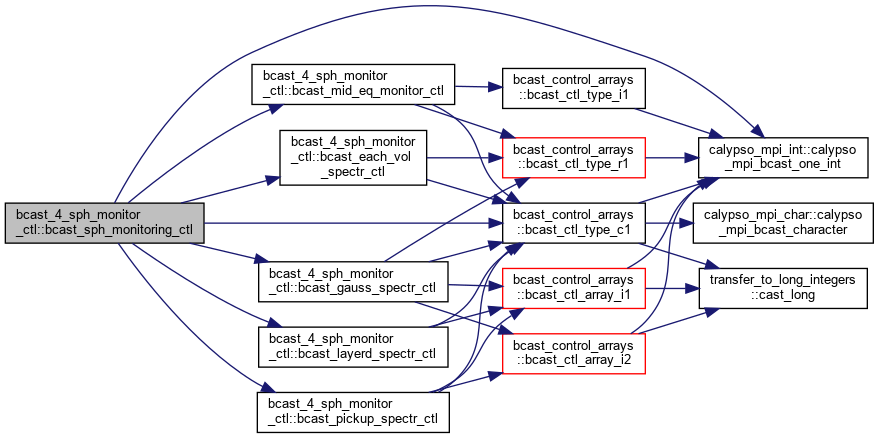 bcast_4_sph_monitor
_ctl::bcast_sph_monitoring_ctl
bcast_4_sph_monitor
_ctl::bcast_mid_eq_monitor_ctl
bcast_4_sph_monitor
_ctl::bcast_each_vol
_spectr_ctl
bcast_4_sph_monitor
_ctl::bcast_gauss_spectr_ctl
bcast_4_sph_monitor
_ctl::bcast_layerd_spectr_ctl
bcast_4_sph_monitor
_ctl::bcast_pickup_spectr_ctl
bcast_control_arrays
::bcast_ctl_type_i1
bcast_control_arrays
::bcast_ctl_type_r1
bcast_control_arrays
::bcast_ctl_type_c1
bcast_control_arrays
::bcast_ctl_array_i1
bcast_control_arrays
::bcast_ctl_array_i2
calypso_mpi_int::calypso
_mpi_bcast_one_int
calypso_mpi_char::calypso
_mpi_bcast_character
transfer_to_long_integers
::cast_long